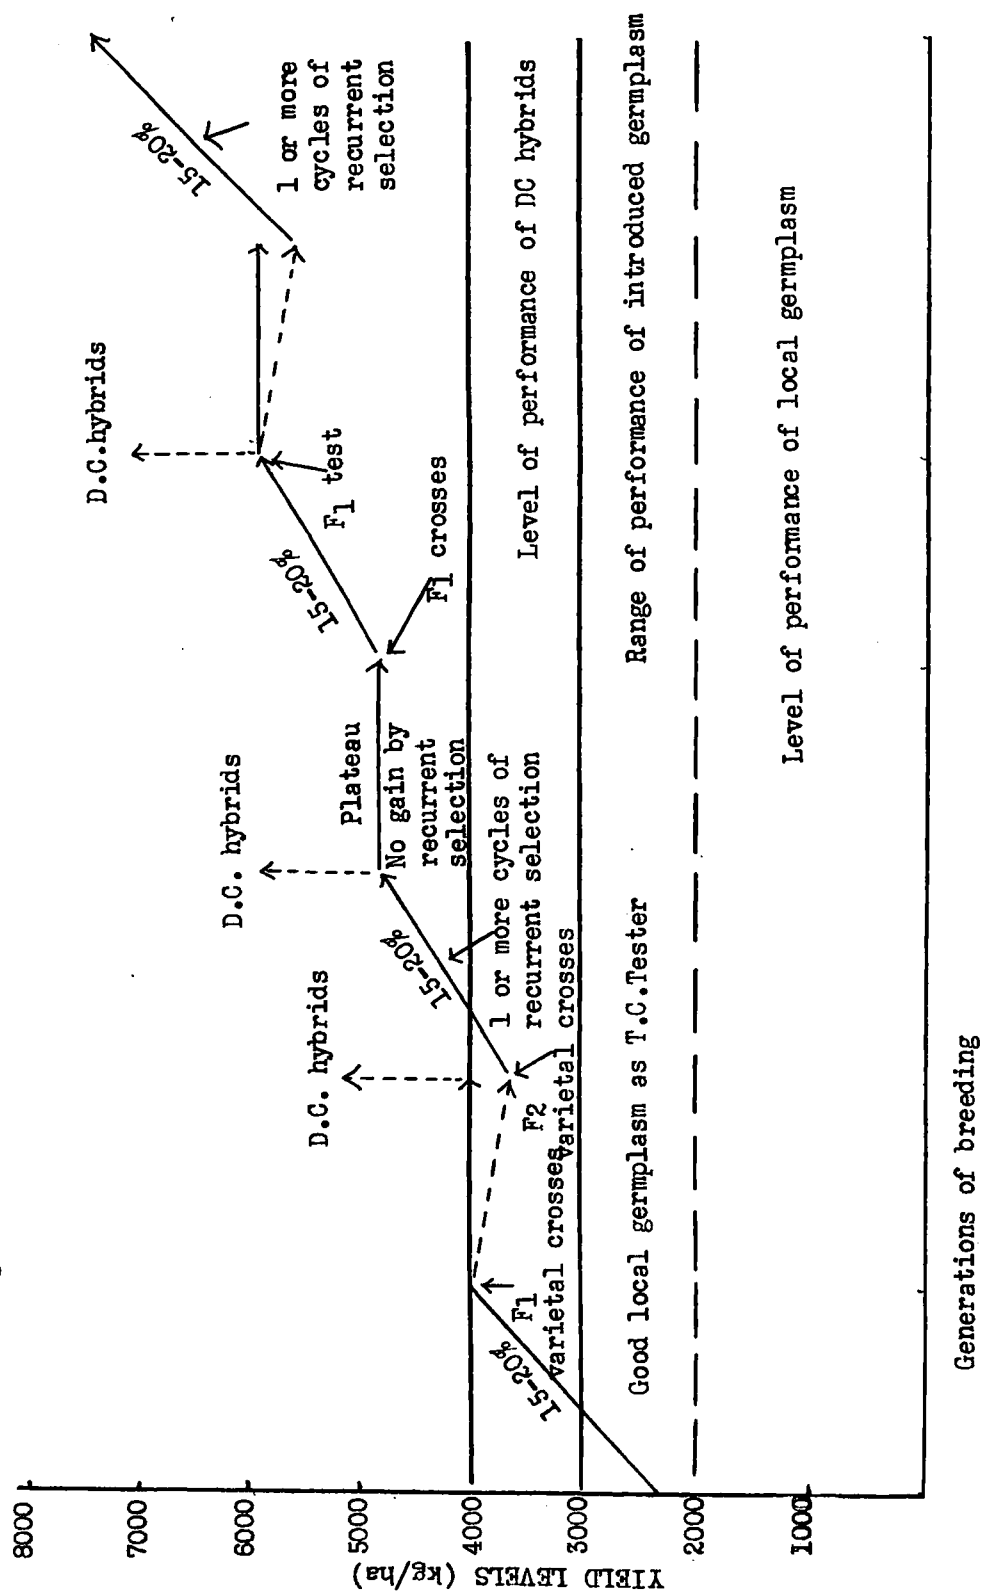 8000
7000
6000
5000
4000
3000
2000
1000
YIELD LEVELS (kg/ha)
Generations of breeding
15-20%
F1
varietal crosses
F2
varietal crosses
D.C. hybrids
15-20%
1 or more cycles of
recurrent selection
D.C. hybrids
Plateau
No gain by
recurrent
selection
F1 crosses
15-20%
F1 test
D.C.hybrids
15-20%
1 or more
cycles of
recurrent
selection
Level of performance of DC hybrids
Good local germplasm as T.C.Tester
Range of performance of introduced germplasm
Level of performance of local germplasm